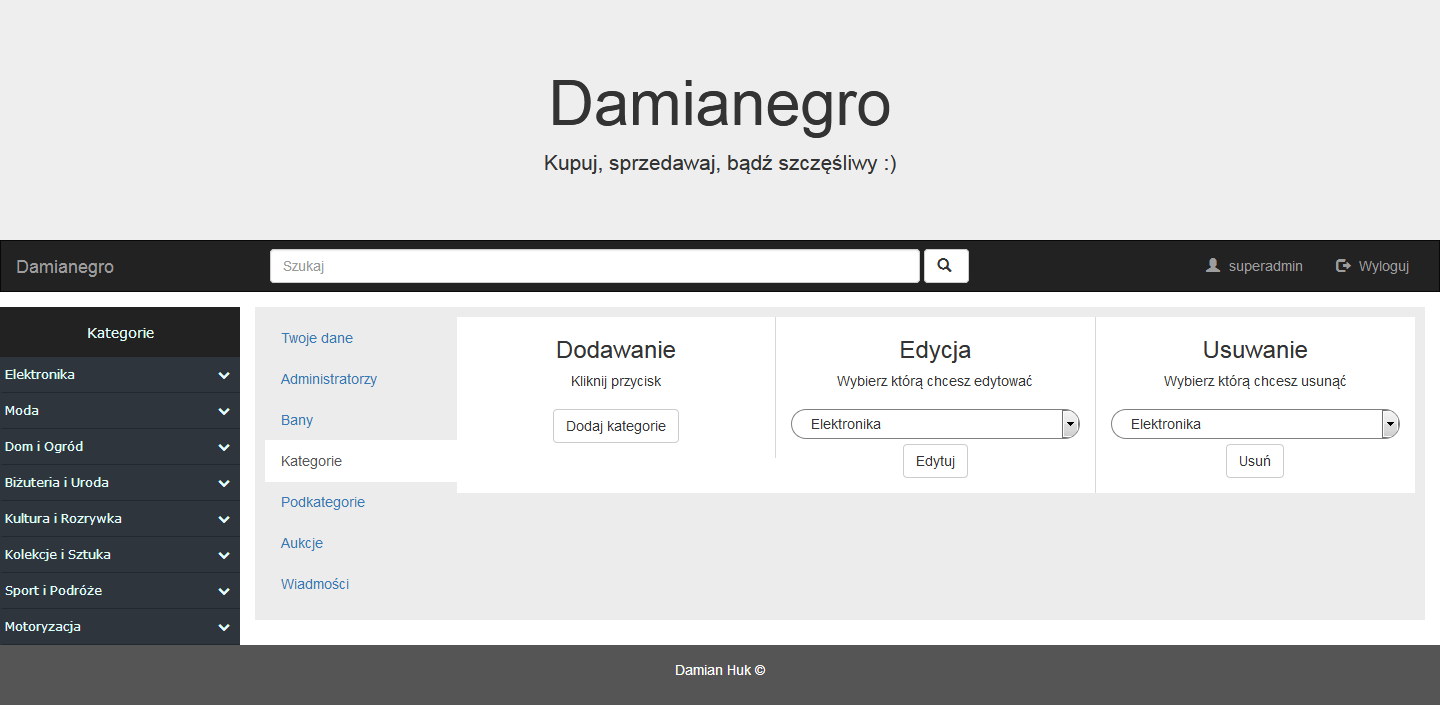 Damianegro
Kupuj, sprzedawaj, bądź szczęśliwy :)
Damianegro
Szukaj
superadmin
Wyloguj
Kategorie
Elektronika
Moda
Dom i Ogród
Biżuteria i Uroda
Kultura i Rozrywka
Kolekcje i Sztuka
Sport i Podróże
Motoryzacja
Twoje dane
Administratorzy
Bany
Kategorie
Podkategorie
Aukcje
Wiadmości
Dodawanie
Kliknij przycisk
Dodaj kategorie
Edycja
Wybierz którą chcesz edytować
Elektronika
Edytuj
Usuwanie
Wybierz którą chcesz usunąć
Elektronika
Usuń
Damian Huk ©